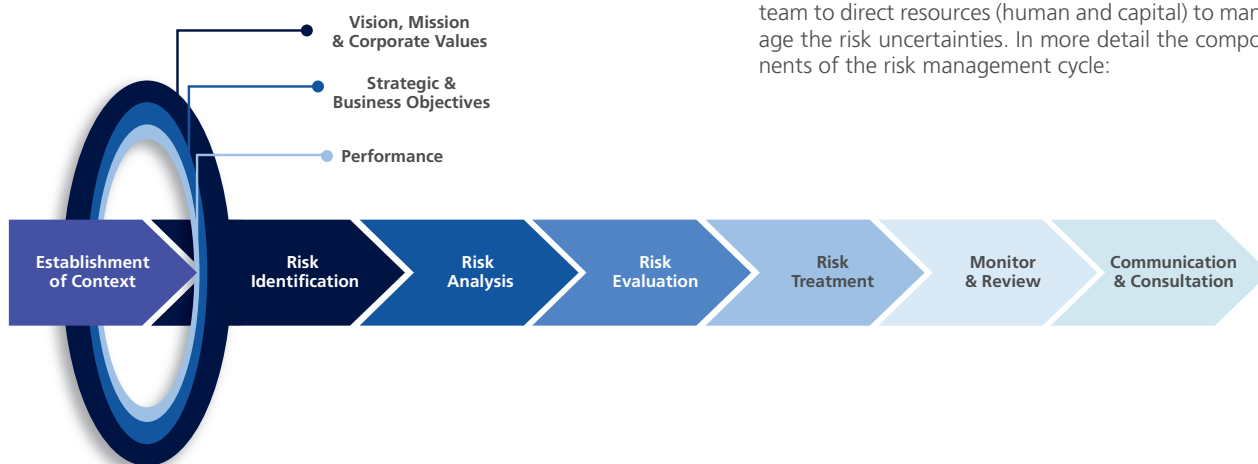 team to direct resources (human and capital) to man-
age the risk uncertainties. In more detail the compo-
nents of the risk management cycle:
Vision, Mission
& Corporate Values
Strategic &
Business Objectives
Performance
Establishment
of Context
Risk
Identification
Risk
Analysis
Risk
Evaluation
Risk
Treatment
Monitor
& Review
Communication
& Consultation